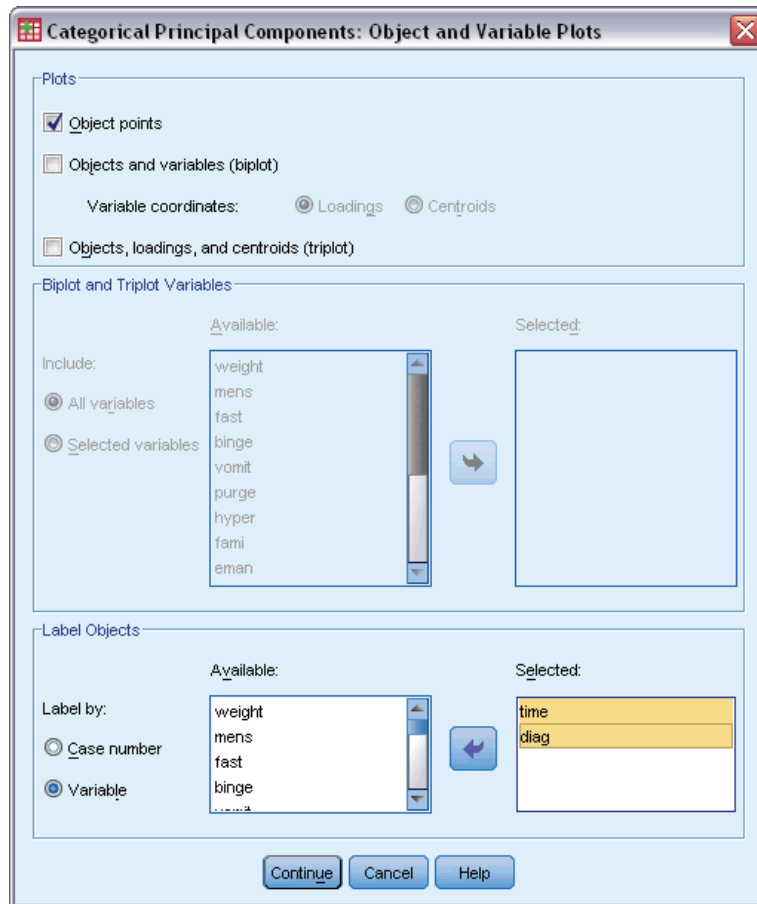 Categorical Principal Components: Object and Variable Plots
Plots
Object points
Objects and variables (biplot)
Variable coordinates: Loadings Centroids
Objects, loadings, and centroids (triplot)
Biplot and Triplot Variables
Available: Selected:
Include:
All variables
Selected variables
weight
mens
fast
binge
vomit
purge
hyper
fami
eman
Label Objects
Available: Selected:
Label by:
Case number
Variable
weight
mens
fast
binge
vomit
time
diag
Continue Cancel Help